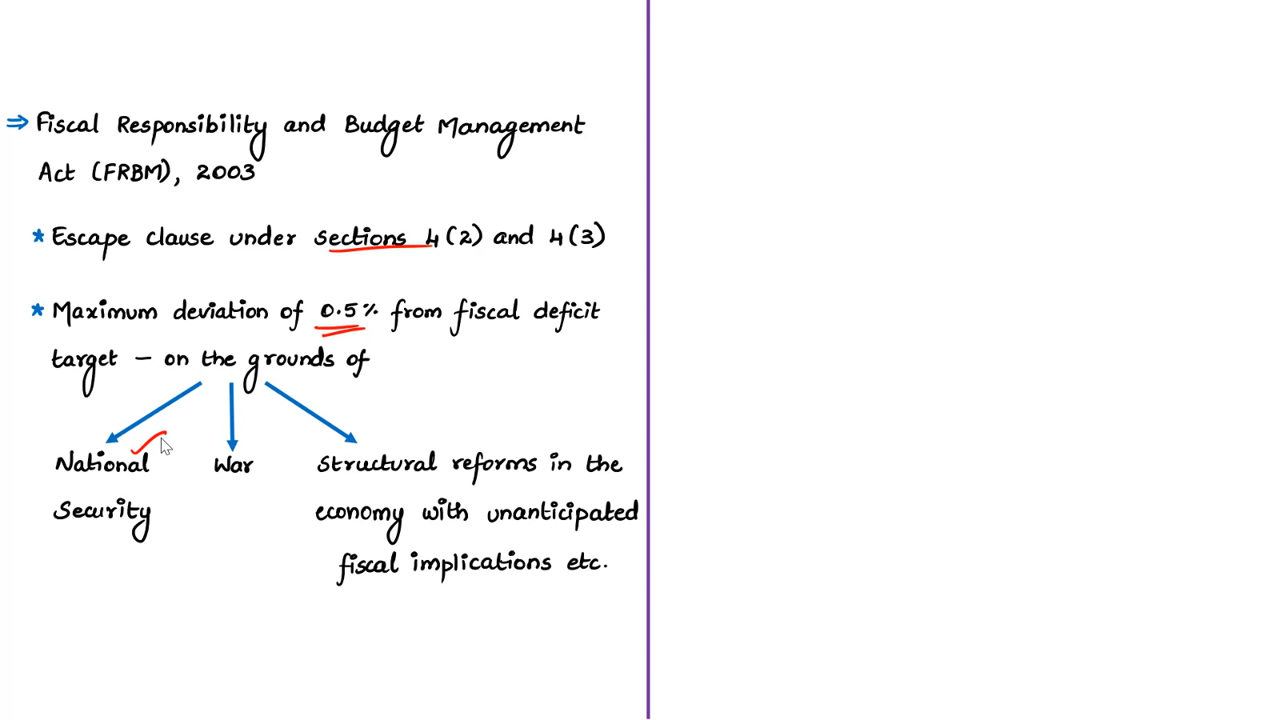 ⇒ Fiscal Responsibility and Budget Management
Act (FRBM), 2003
* Escape clause under sections 4(2) and 4(3)
* Maximum deviation of 0.5% from fiscal deficit
target – on the grounds of
National War Structural reforms in the
Security economy with unanticipated
fiscal implications etc.